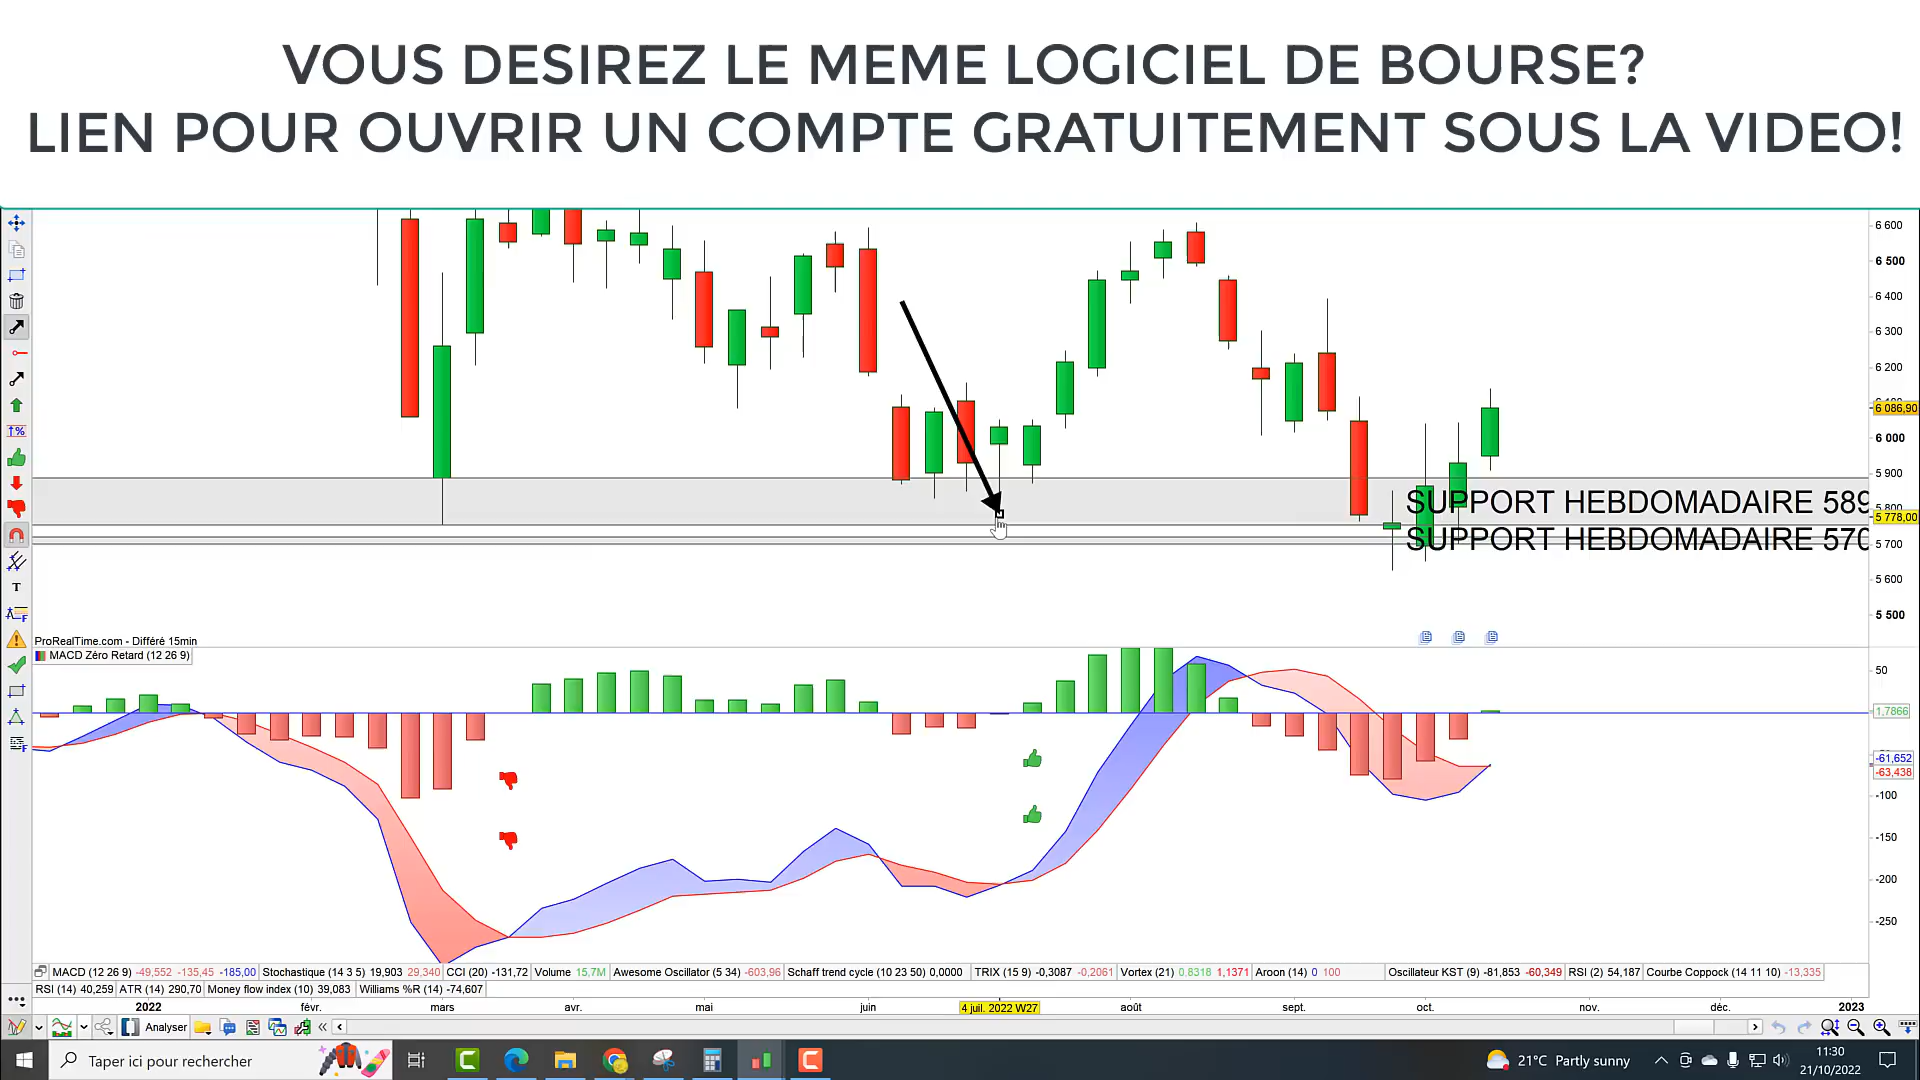 VOUS DESIREZ LE MEME LOGICIEL DE BOURSE?
LIEN POUR OUVRIR UN COMPTE GRATUITEMENT SOUS LA VIDEO!
6 600
6 500
6 400
6 300
6 200
6 086,90
6 000
5 900
SUPPORT HEBDOMADAIRE 589
5 778,00
SUPPORT HEBDOMADAIRE 570
5 700
5 600
5 500
ProRealTime.com - Différé 15min
MACD Zéro Retard (12 26 9)
50
1,7866
-61,652
-63,438
-100
-150
-200
-250
MACD (12 26 9) -49,552 -135,45 -185,00 Stochastique (14 3 5) 19,903 29,340 CCI (20) -131,72 Volume 15,7M Awesome Oscillator (5 34) -603,96 Schaff trend cycle (10 23 50) 0,0000 TRIX (15 9) -0,3087 -0,2061 Vortex (21) 0.8318 1,1371 Aroon (14) 0 100 Oscillateur KST (9) -81,853 -60,349 RSI (2) 54,187 Courbe Coppock (14 11 10) -13,335
RSI (14) 40,259 ATR (14) 290,70 Money flow index (10) 39,083 Williams %R (14) -74,607
2022 févr. mars avr. mai juin 4 juil. 2022 W27 août sept. oct. nov. déc. 2023
Analyser
Taper ici pour rechercher
21°C Partly sunny
11:30
21/10/2022